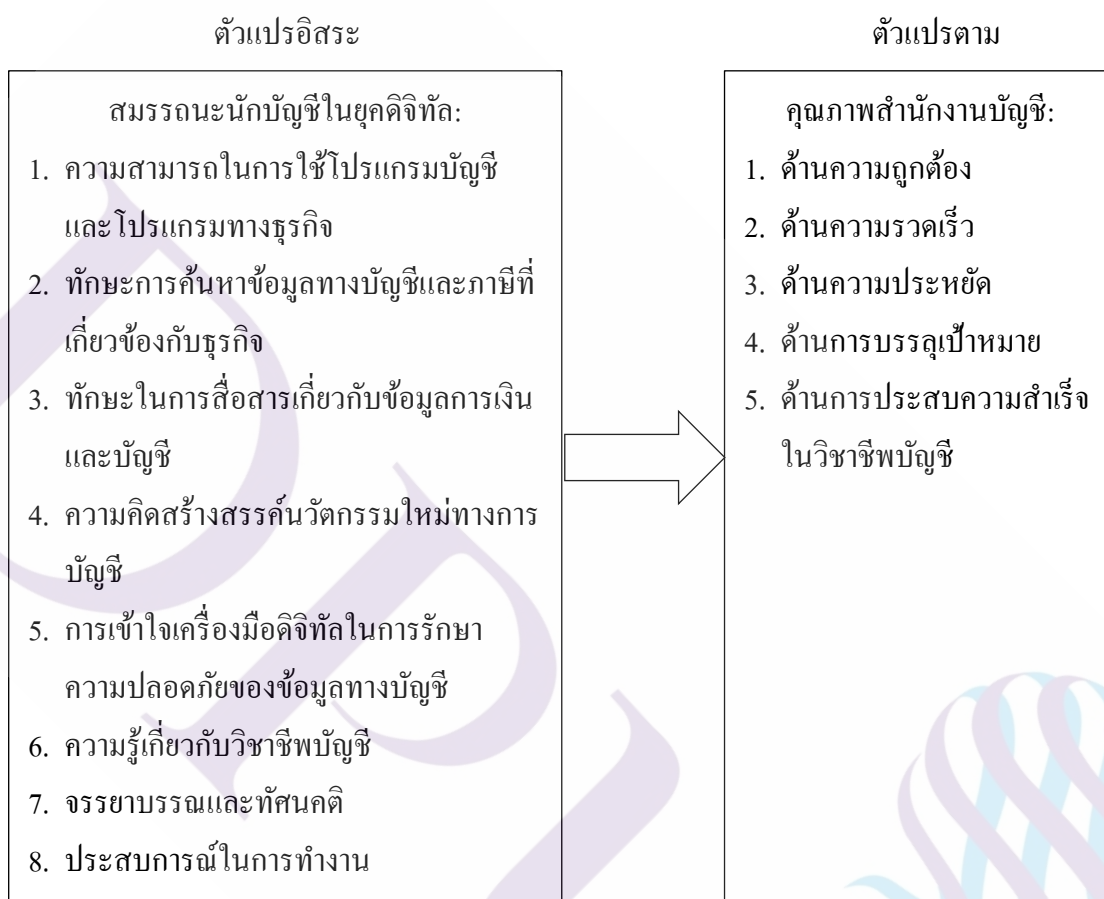 ตัวแปรอิสระ
สมรรถนะนักบัญชีในยุคดิจิทัล:
1. ความสามารถในการใช้โปรแกรมบัญชี
และโปรแกรมทางธุรกิจ
2. ทักษะการค้นหาข้อมูลทางบัญชีและภาษีที่
เกี่ยวข้องกับธุรกิจ
3. ทักษะในการสื่อสารเกี่ยวกับข้อมูลการเงิน
และบัญชี
4. ความคิดสร้างสรรค์นวัตกรรมใหม่ทางการ
บัญชี
5. การเข้าใจเครื่องมือดิจิทัลในการรักษา
ความปลอดภัยของข้อมูลทางบัญชี
6. ความรู้เกี่ยวกับวิชาชีพบัญชี
7. จรรยาบรรณและทัศนคติ
8. ประสบการณ์ในการทำงาน
ตัวแปรตาม
คุณภาพสำนักงานบัญชี:
1. ด้านความถูกต้อง
2. ด้านความรวดเร็ว
3. ด้านความประหยัด
4. ด้านการบรรลุเป้าหมาย
5. ด้านการประสบความสำเร็จ
ในวิชาชีพบัญชี